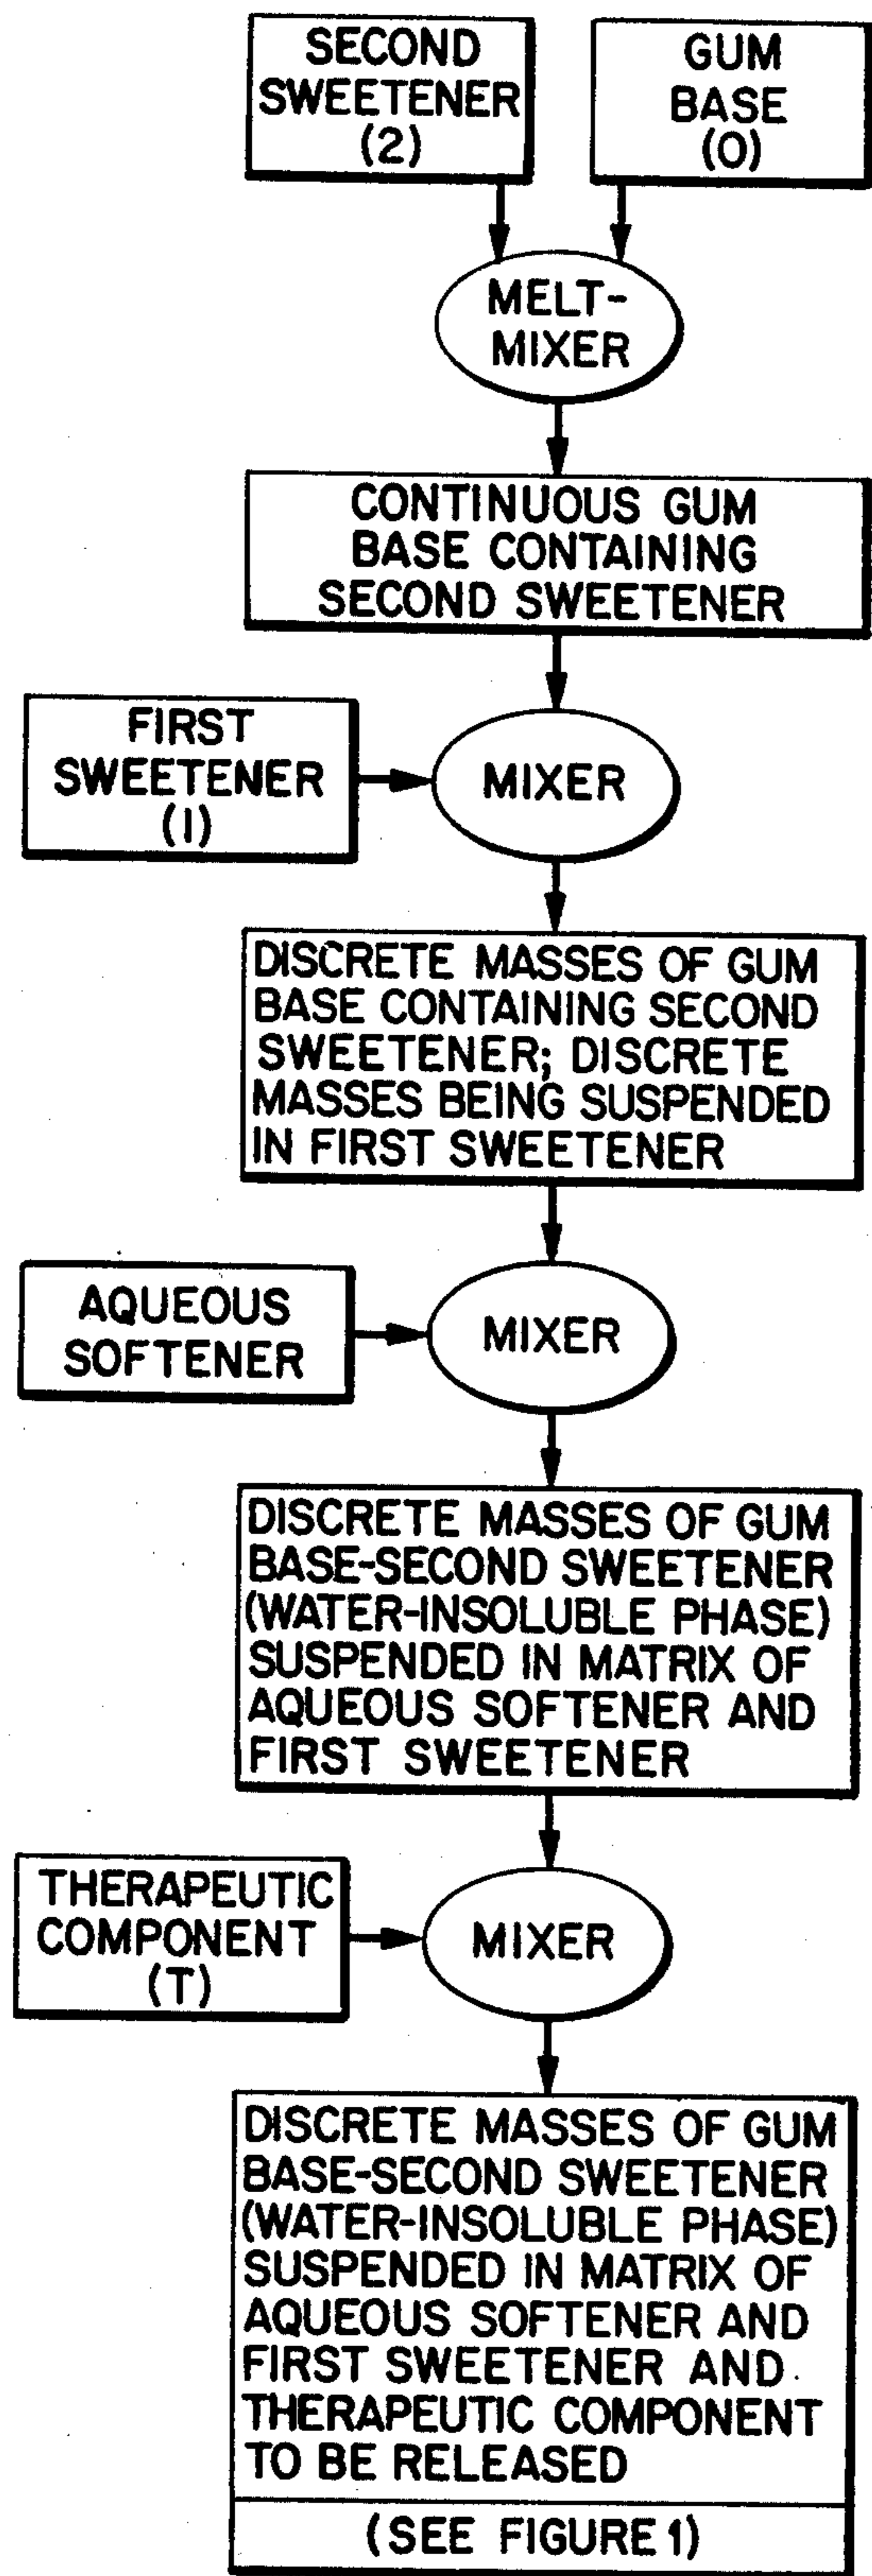 SECOND
SWEETENER
(2)
GUM
BASE
(0)
MELT-
MIXER
CONTINUOUS GUM
BASE CONTAINING
SECOND SWEETENER
FIRST
SWEETENER
(1)
MIXER
DISCRETE MASSES OF GUM
BASE CONTAINING SECOND
SWEETENER; DISCRETE
MASSES BEING SUSPENDED
IN FIRST SWEETENER
AQUEOUS
SOFTENER
MIXER
DISCRETE MASSES OF GUM
BASE-SECOND SWEETENER
(WATER-INSOLUBLE PHASE)
SUSPENDED IN MATRIX OF
AQUEOUS SOFTENER AND
FIRST SWEETENER
THERAPEUTIC
COMPONENT
(T)
MIXER
DISCRETE MASSES OF GUM
BASE-SECOND SWEETENER
(WATER-INSOLUBLE PHASE)
SUSPENDED IN MATRIX OF
AQUEOUS SOFTENER AND
FIRST SWEETENER AND
THERAPEUTIC COMPONENT
TO BE RELEASED
(SEE FIGURE 1)